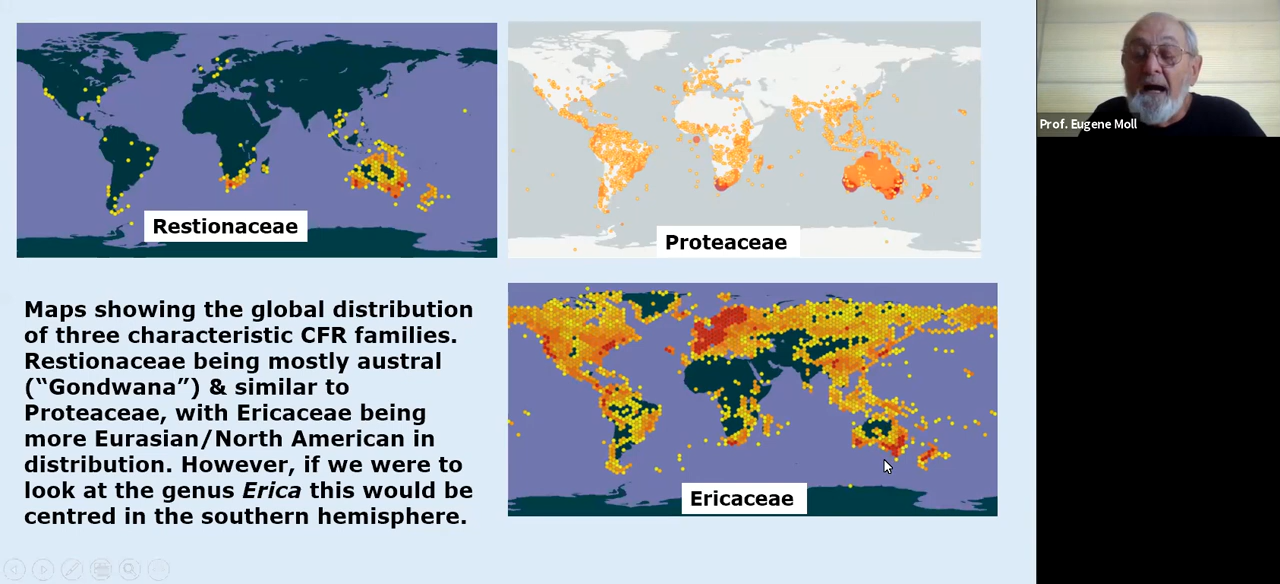 Restionaceae
Proteaceae
Prof. Eugene Moll
Maps showing the global distribution
of three characteristic CFR families.
Restionaceae being mostly austral
(“Gondwana”) & similar to
Proteaceae, with Ericaceae being
more Eurasian/North American in
distribution. However, if we were to
look at the genus Erica this would be
centred in the southern hemisphere.
Ericaceae